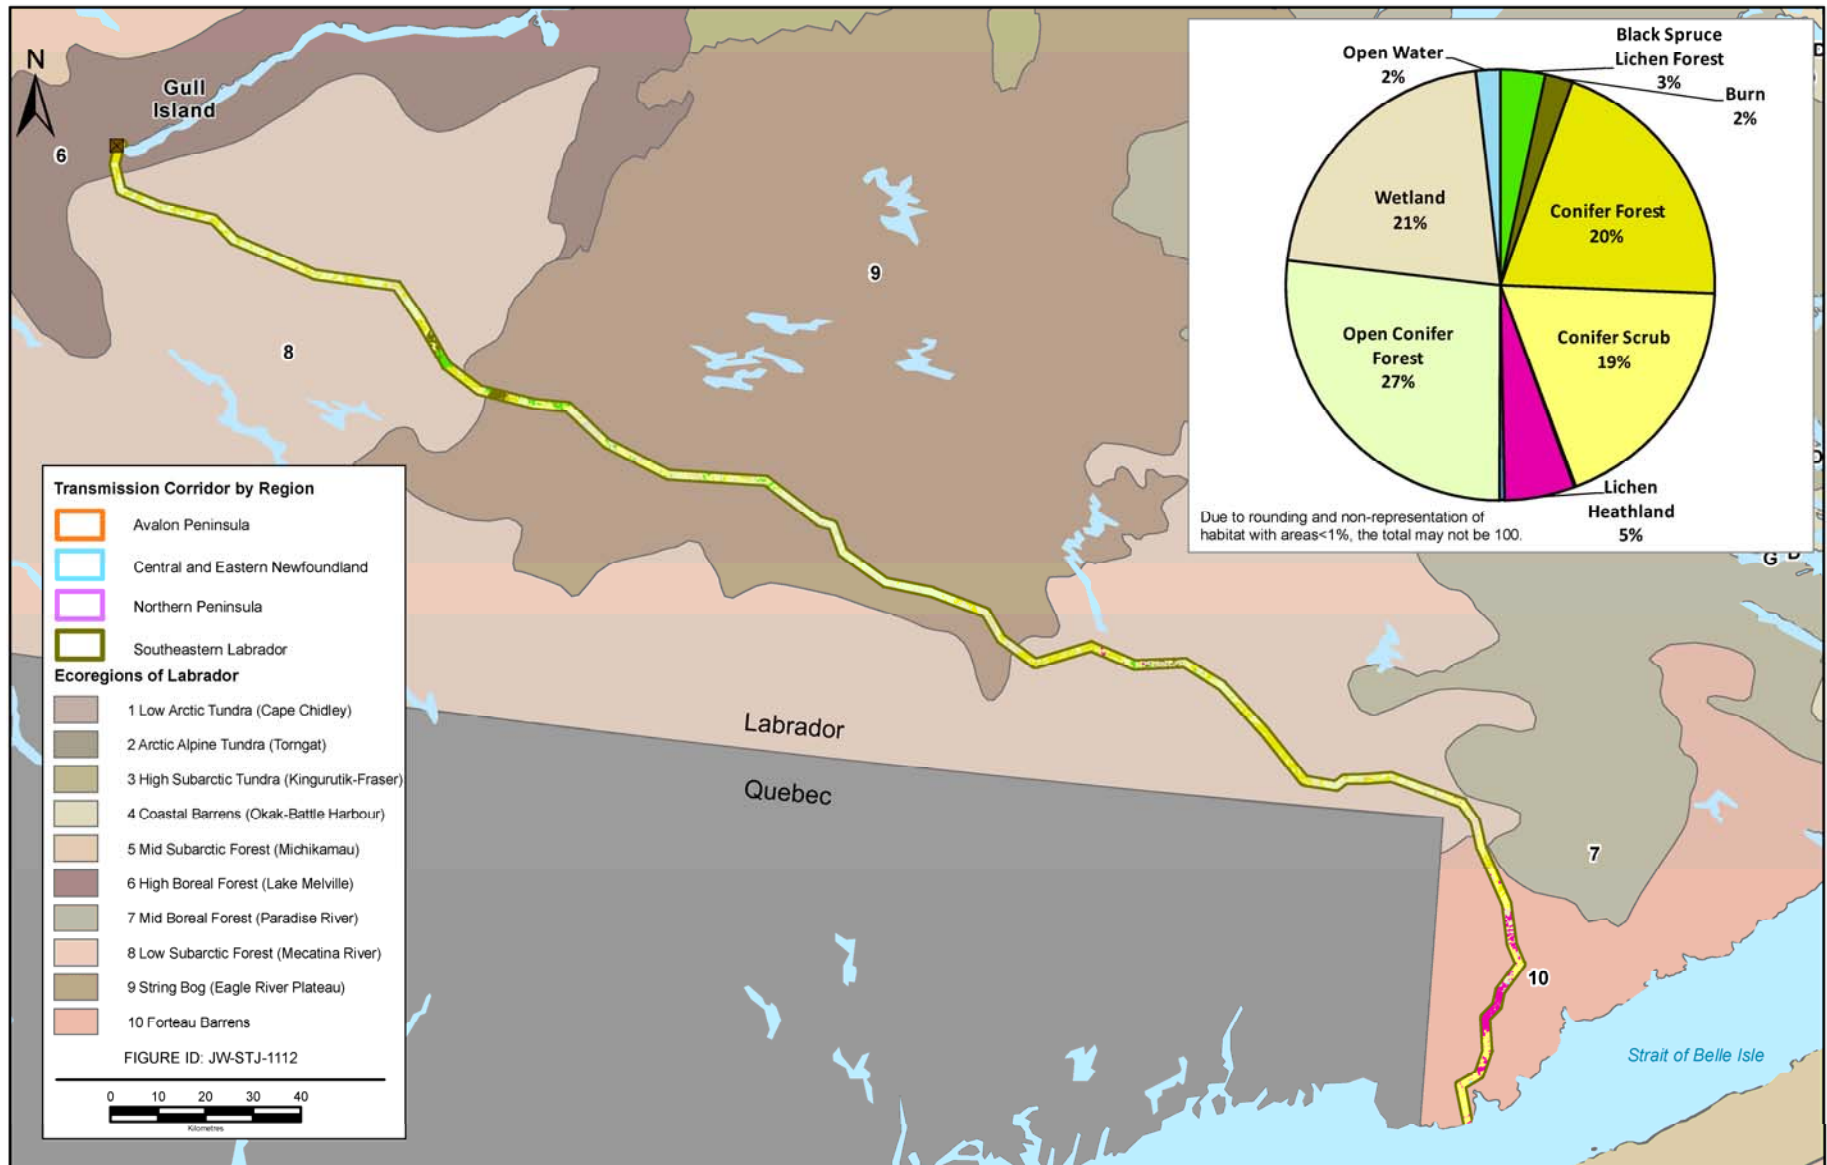 N
Gull
Island
6
8
9
7
10
Labrador
Quebec
Strait of Belle Isle
D
D
G D
Open Water
2%
Black Spruce
Lichen Forest
3%
Burn
2%
Conifer Forest
20%
Conifer Scrub
19%
Lichen
Heathland
5%
Open Conifer
Forest
27%
Wetland
21%
Due to rounding and non-representation of
habitat with areas<1%, the total may not be 100.
Transmission Corridor by Region
Avalon Peninsula
Central and Eastern Newfoundland
Northern Peninsula
Southeastern Labrador
Ecoregions of Labrador
1 Low Arctic Tundra (Cape Chidley)
2 Arctic Alpine Tundra (Torngat)
3 High Subarctic Tundra (Kingurutik-Fraser)
4 Coastal Barrens (Okak-Battle Harbour)
5 Mid Subarctic Forest (Michikamau)
6 High Boreal Forest (Lake Melville)
7 Mid Boreal Forest (Paradise River)
8 Low Subarctic Forest (Mecatina River)
9 String Bog (Eagle River Plateau)
10 Forteau Barrens
FIGURE ID: JW-STJ-1112
0 10 20 30 40
Kilometres